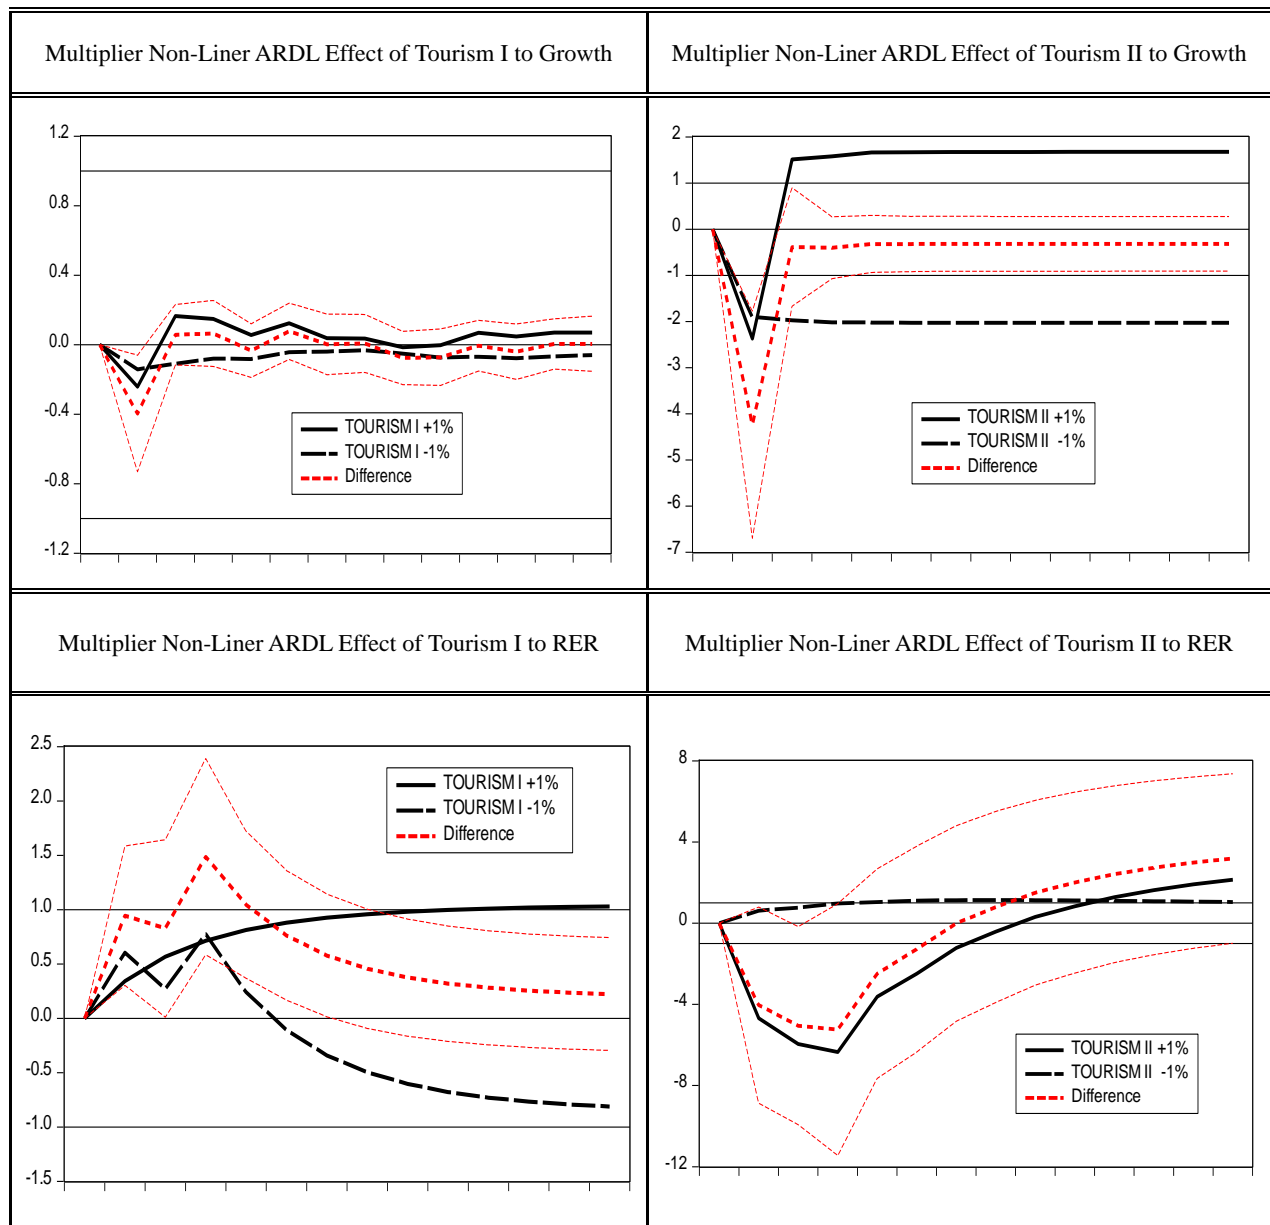 Multiplier Non-Liner ARDL Effect of Tourism I to Growth
Multiplier Non-Liner ARDL Effect of Tourism II to Growth
1.2
0.8
0.4
0.0
-0.4
-0.8
-1.2
TOURISM I +1%
TOURISM I -1%
Difference
2
1
0
-1
-2
-3
-4
-5
-6
-7
TOURISM II +1%
TOURISM II -1%
Difference
Multiplier Non-Liner ARDL Effect of Tourism I to RER
Multiplier Non-Liner ARDL Effect of Tourism II to RER
2.5
2.0
1.5
1.0
0.5
0.0
-0.5
-1.0
-1.5
TOURISM I +1%
TOURISM I -1%
Difference
8
4
0
-4
-8
-12
TOURISM II +1%
TOURISM II -1%
Difference